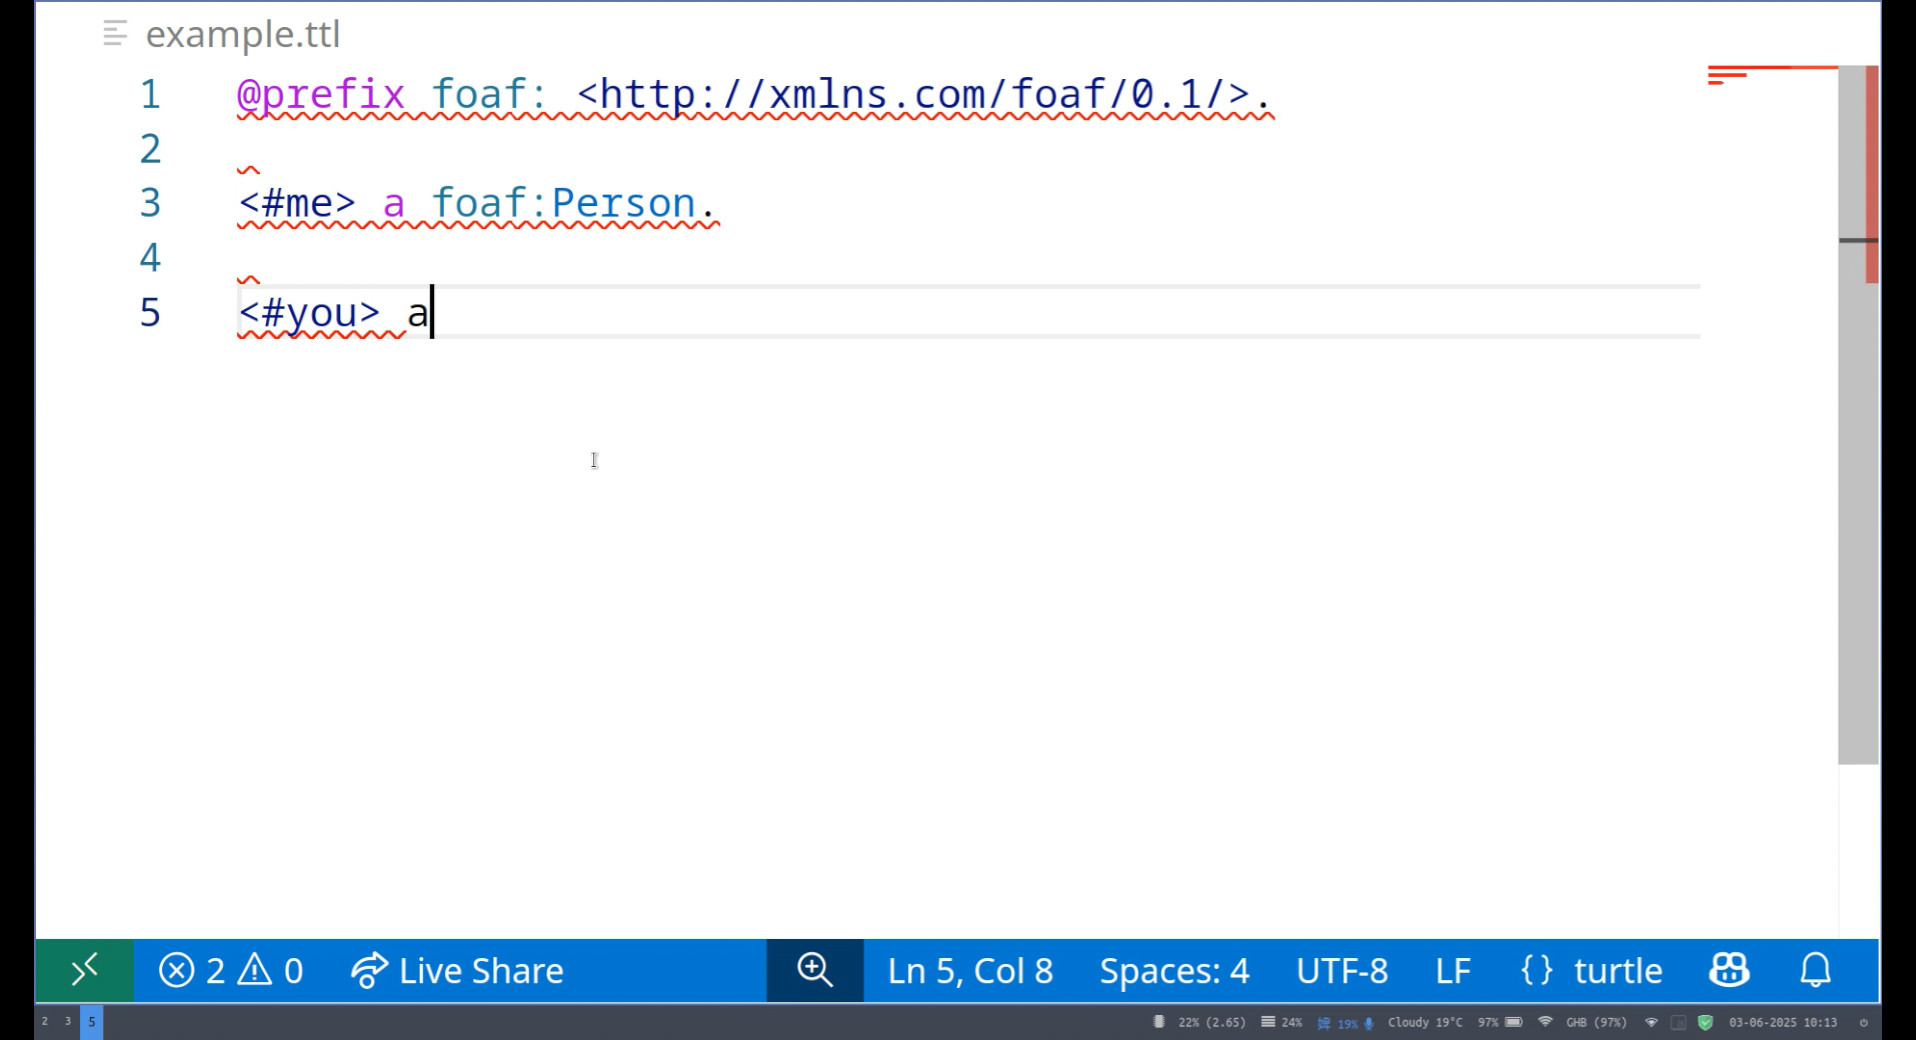 example.ttl
1 @prefix foaf: <http://xmlns.com/foaf/0.1/>.
2
3 <#me> a foaf:Person.
4
5 <#you> a
2 0 Live Share Ln 5, Col 8 Spaces: 4 UTF-8 LF {} turtle
2 3 5 22% (2.65) 24% 19% Cloudy 19°C 97% GHB (97%) 03-06-2025 10:13